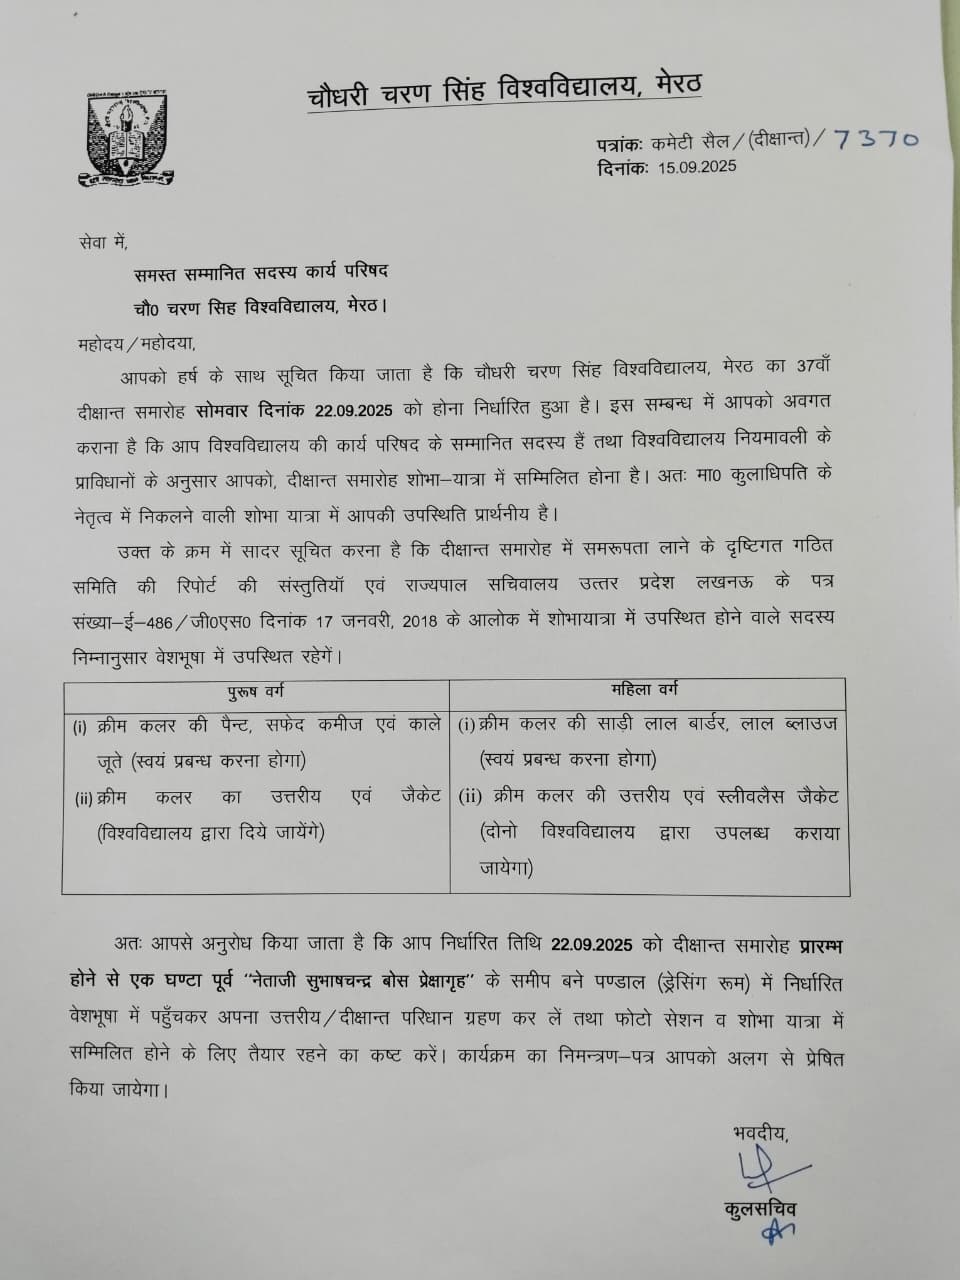 चौधरी चरण सिंह विश्वविद्यालय, मेरठ
पत्रांकः कमेटी सैल/(दीक्षान्त)/7370
दिनांकः 15.09.2025
सेवा में,
समस्त सम्मानित सदस्य कार्य परिषद
चौ0 चरण सिंह विश्वविद्यालय, मेरठ।
महोदय/महोदया,
आपको हर्ष के साथ सूचित किया जाता है कि चौधरी चरण सिंह विश्वविद्यालय, मेरठ का 37वाँ
दीक्षान्त समारोह सोमवार दिनांक 22.09.2025 को होना निर्धारित हुआ है। इस सम्बन्ध में आपको अवगत
कराना है कि आप विश्वविद्यालय की कार्य परिषद के सम्मानित सदस्य हैं तथा विश्वविद्यालय नियमावली के
प्राविधानों के अनुसार आपको, दीक्षान्त समारोह शोभा–यात्रा में सम्मिलित होना है। अतः मा0 कुलाधिपति के
नेतृत्व में निकलने वाली शोभा यात्रा में आपकी उपस्थिति प्रार्थनीय है।
उक्त के क्रम में सादर सूचित करना है कि दीक्षान्त समारोह में समरूपता लाने के दृष्टिगत गठित
समिति की रिपोर्ट की संस्तुतियॉ एवं राज्यपाल सचिवालय उत्तर प्रदेश लखनऊ के पत्र
संख्या–ई–486/जी0एस0 दिनांक 17 जनवरी, 2018 के आलोक में शोभायात्रा में उपस्थित होने वाले सदस्य
निम्नानुसार वेशभूषा में उपस्थित रहेगें।
पुरूष वर्ग
(i) क्रीम कलर की पैन्ट, सफेद कमीज एवं काले
जूते (स्वयं प्रबन्ध करना होगा)
(ii) क्रीम कलर का उत्तरीय एवं जैकेट
(विश्वविद्यालय द्वारा दिये जायेंगे)
महिला वर्ग
(i) क्रीम कलर की साड़ी लाल बार्डर, लाल ब्लाउज
(स्वयं प्रबन्ध करना होगा)
(ii) क्रीम कलर की उत्तरीय एवं स्लीवलैस जैकेट
(दोनो विश्वविद्यालय द्वारा उपलब्ध कराया
जायेगा)
अतः आपसे अनुरोध किया जाता है कि आप निर्धारित तिथि 22.09.2025 को दीक्षान्त समारोह प्रारम्भ
होने से एक घण्टा पूर्व "नेताजी सुभाषचन्द्र बोस प्रेक्षागृह" के समीप बने पण्डाल (ड्रेसिंग रूम) में निर्धारित
वेशभूषा में पहुँचकर अपना उत्तरीय/दीक्षान्त परिधान ग्रहण कर लें तथा फोटो सेशन व शोभा यात्रा में
सम्मिलित होने के लिए तैयार रहने का कष्ट करें। कार्यक्रम का निमन्त्रण–पत्र आपको अलग से प्रेषित
किया जायेगा।
भवदीय,
कुलसचिव